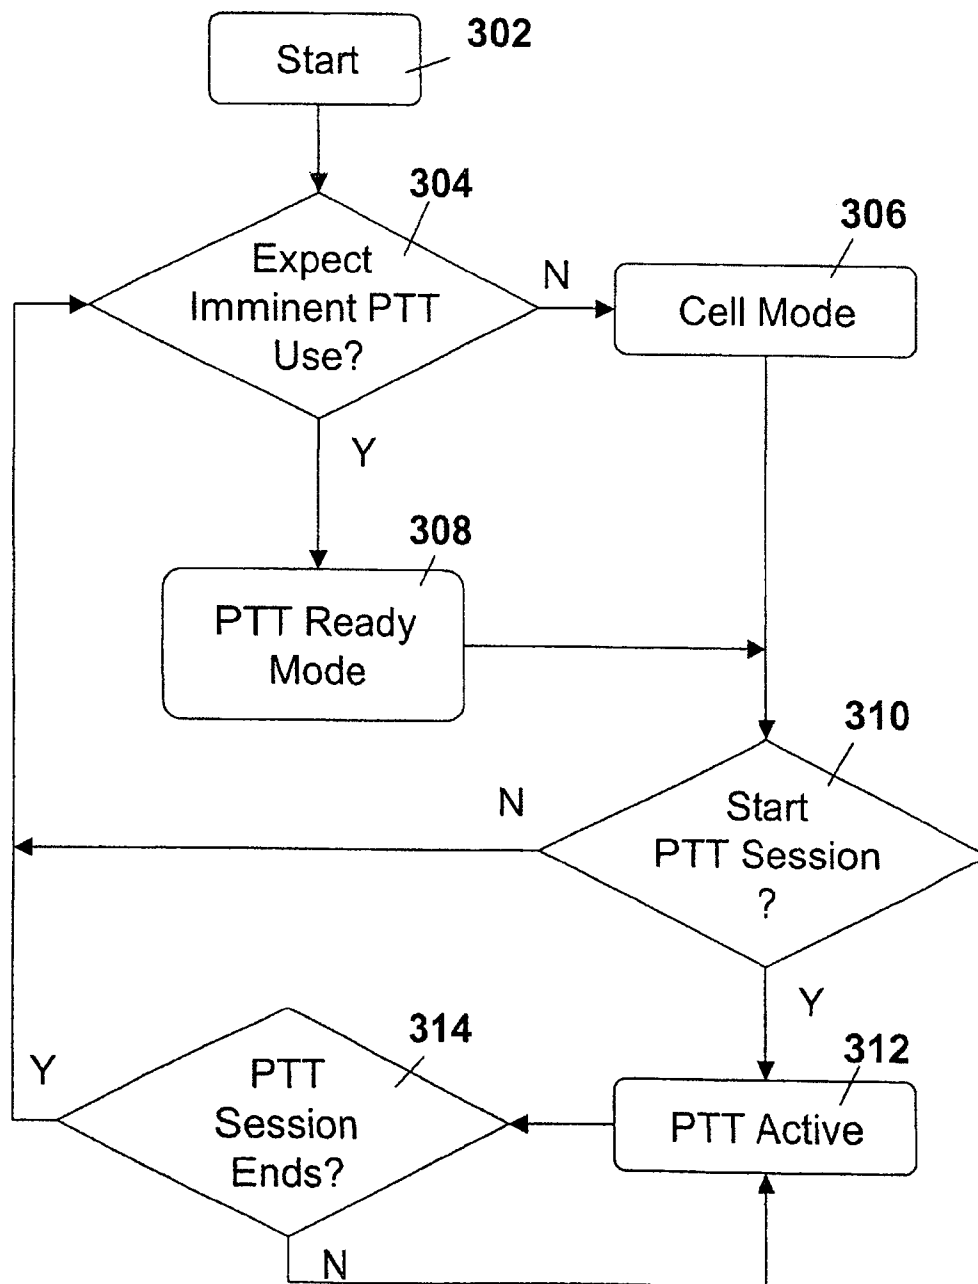 302
Start
304
Expect
Imminent PTT
Use?
N
306
Cell Mode
Y
308
PTT Ready
Mode
310
Start
PTT Session
?
N
Y
312
PTT Active
314
PTT
Session
Ends?
Y
N